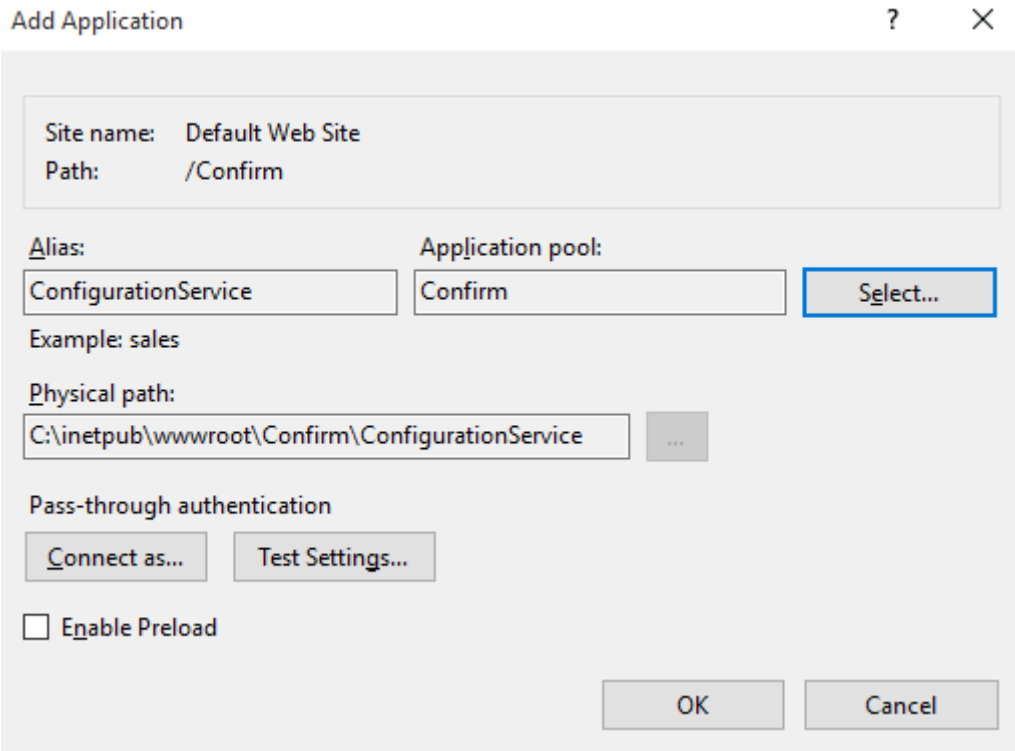 Add Application ?
Site name: Default Web Site
Path: /Confirm
Alias: Application pool:
ConfigurationService Confirm Select...
Example: sales
Physical path:
C:\inetpub\wwwroot\Confirm\ConfigurationService ...
Pass-through authentication
Connect as... Test Settings...
Enable Preload
OK Cancel